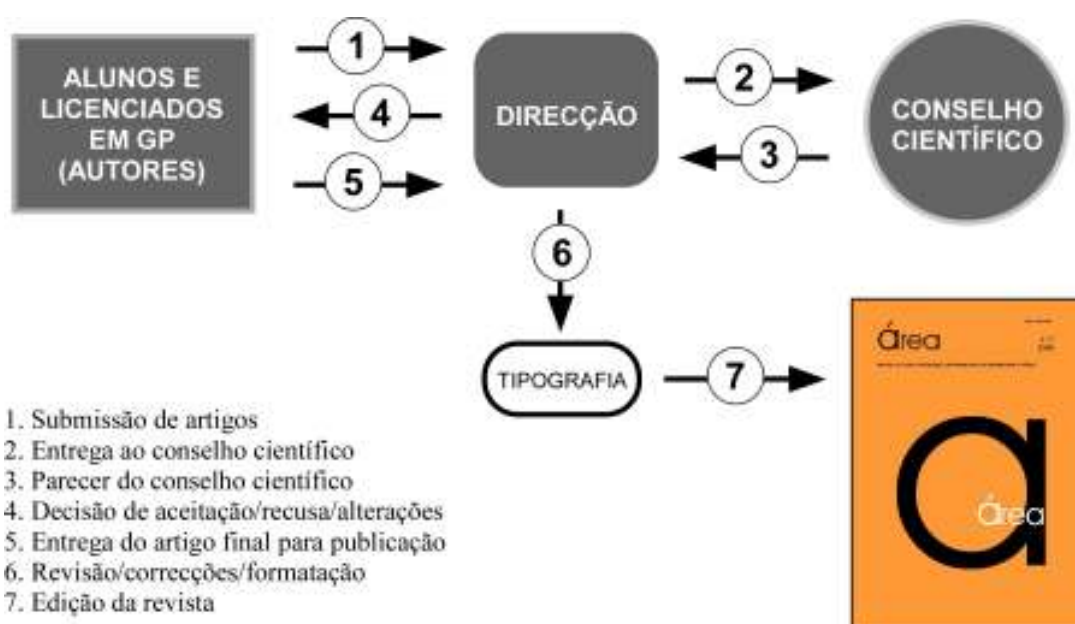 ALUNOS E
LICENCIADOS
EM GP
(AUTORES)
1
4
5
DIRECÇÃO
2
3
CONSELHO
CIENTÍFICO
6
TIPOGRAFIA
7
área
área
1. Submissão de artigos
2. Entrega ao conselho científico
3. Parecer do conselho científico
4. Decisão de aceitação/recusa/alterações
5. Entrega do artigo final para publicação
6. Revisão/correcções/formatação
7. Edição da revista